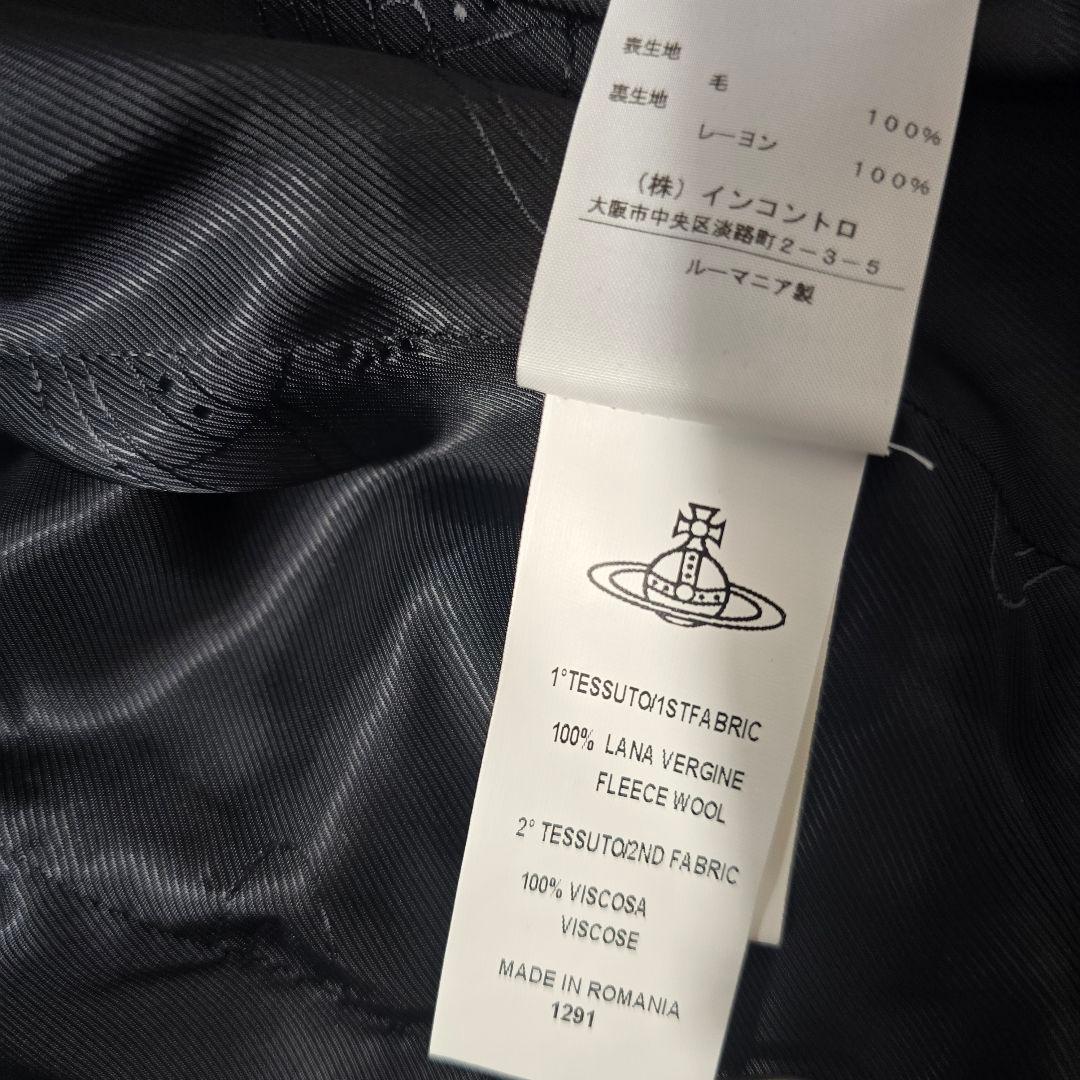 表生地
毛 100%
裏生地
レーヨン 100%
(株)インコントロ
大阪市中央区淡路町2-3-5
ルーマニア製
1°TESSUTO/1STFABRIC
100% LANA VERGINE
FLEECE WOOL
2° TESSUTO/2ND FABRIC
100% VISCOSA
VISCOSE
MADE IN ROMANIA
1291